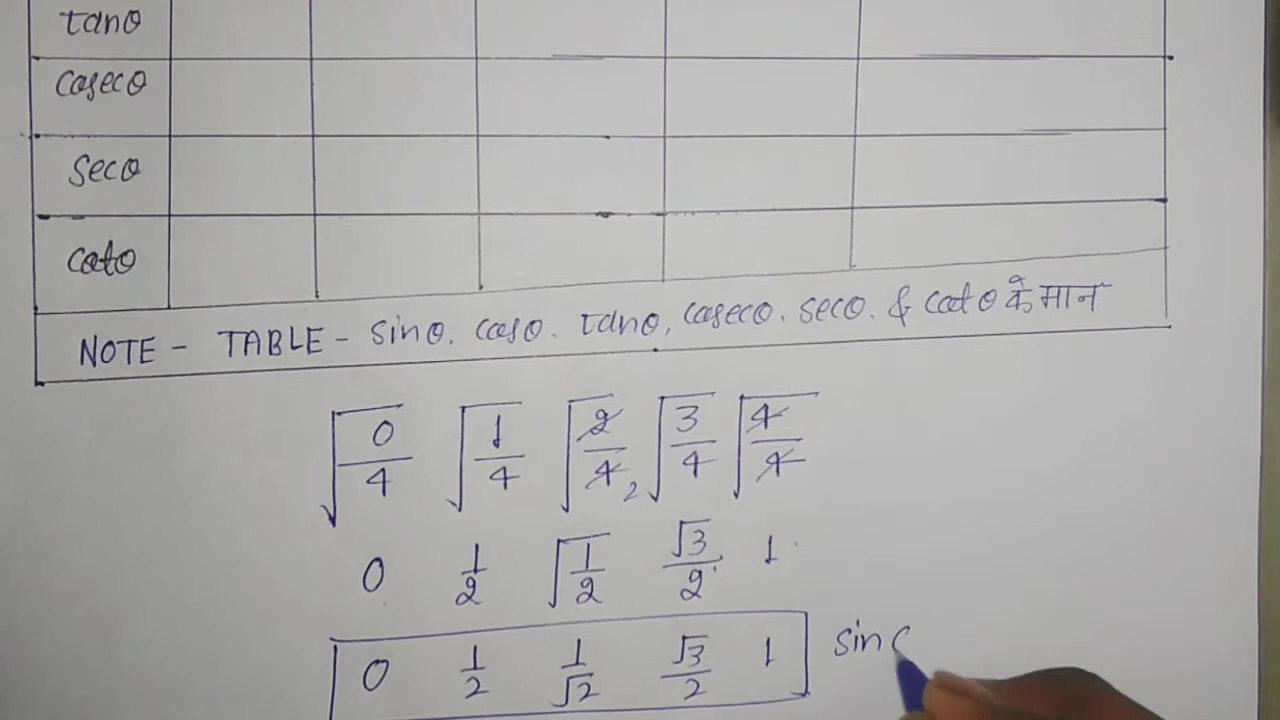 tanθ
cosecθ
secθ
cotθ
NOTE - TABLE - sinθ. cosθ. tanθ, cosecθ. secθ. & cotθ के मान
√0/4 √1/4 √2/4 2 √3/4 √4/4
0 1/2 √1/2 √3/2 1
0 1/2 1/√2 √3/2 1 sin